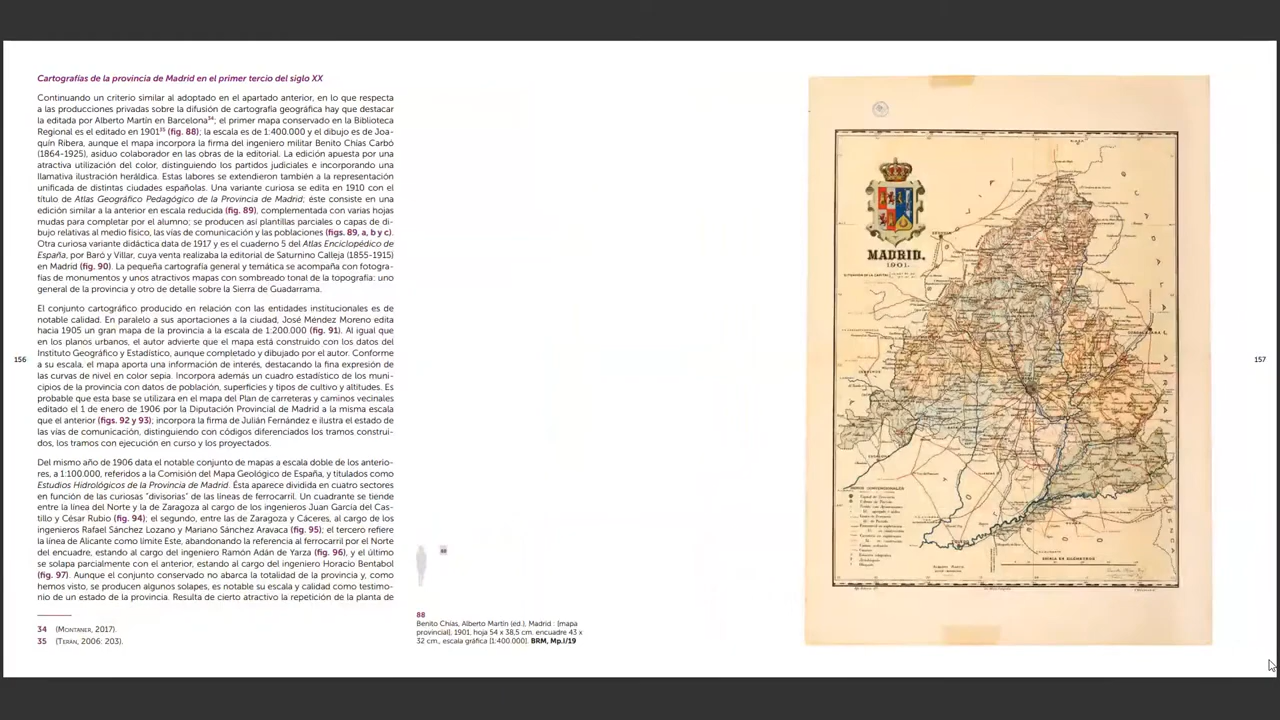 Cartografías de la provincia de Madrid en el primer tercio del siglo XX
Continuando un criterio similar al adoptado en el apartado anterior, en lo que respecta
a las producciones privadas sobre la difusión de cartografía geográfica hay que destacar
la editada por Alberto Martín en Barcelona34; el primer mapa conservado en la Biblioteca
Regional es el editado en 190135 (fig. 88); la escala es de 1:400.000 y el dibujo es de Joa-
quín Ribera, aunque el mapa incorpora la firma del ingeniero militar Benito Chías Carbó
(1864-1925), asiduo colaborador en las obras de la editorial. La edición apuesta por una
atractiva utilización del color, distinguiendo los partidos judiciales e incorporando una
llamativa ilustración heráldica. Estas labores se extendieron también a la representación
unificada de distintas ciudades españolas. Una variante curiosa se edita en 1910 con el
título de Atlas Geográfico Pedagógico de la Provincia de Madrid; éste consiste en una
edición similar a la anterior en escala reducida (fig. 89), complementada con varias hojas
mudas para completar por el alumno; se producen así plantillas parciales o capas de di-
bujo relativas al medio físico, las vías de comunicación y las poblaciones (figs. 89, a, b y c).
Otra curiosa variante didáctica data de 1917 y es el cuaderno 5 del Atlas Enciclopédico de
España, por Baró y Villar, cuya venta realizaba la editorial de Saturnino Calleja (1855-1915)
en Madrid (fig. 90). La pequeña cartografía general y temática se acompaña con fotogra-
fías de monumentos y unos atractivos mapas con sombreado tonal de la topografía: uno
general de la provincia y otro de detalle sobre la Sierra de Guadarrama.
El conjunto cartográfico producido en relación con las entidades institucionales es de
notable calidad. En paralelo a sus aportaciones a la ciudad, José Méndez Moreno edita
hacia 1905 un gran mapa de la provincia a la escala de 1:200.000 (fig. 91). Al igual que
en los planos urbanos, el autor advierte que el mapa está construido con los datos del
Instituto Geográfico y Estadístico, aunque completado y dibujado por el autor. Conforme
a su escala, el mapa aporta una información de interés, destacando la fina expresión de
las curvas de nivel en color sepia. Incorpora además un cuadro estadístico de los muni-
cipios de la provincia con datos de población, superficies y tipos de cultivo y altitudes. Es
probable que esta base se utilizara en el mapa del Plan de carreteras y caminos vecinales
editado el 1 de enero de 1906 por la Diputación Provincial de Madrid a la misma escala
que el anterior (figs. 92 y 93); incorpora la firma de Julián Fernández e ilustra el estado de
las vías de comunicación, distinguiendo con códigos diferenciados los tramos construi-
dos, los tramos con ejecución en curso y los proyectados.
Del mismo año de 1906 data el notable conjunto de mapas a escala doble de los anterio-
res, a 1:100.000, referidos a la Comisión del Mapa Geológico de España, y titulados como
Estudios Hidrológicos de la Provincia de Madrid. Ésta aparece dividida en cuatro sectores
en función de las curiosas "divisorias" de las líneas de ferrocarril. Un cuadrante se tiende
entre la línea del Norte y la de Zaragoza al cargo de los ingenieros Juan García del Cas-
tillo y César Rubio (fig. 94); el segundo, entre las de Zaragoza y Cáceres, al cargo de los
ingenieros Rafael Sánchez Lozano y Mariano Sánchez Aravaca (fig. 95); el tercero refiere
la línea de Alicante como límite Este, abandonando la referencia al ferrocarril por el Norte
del encuadre, estando al cargo del ingeniero Ramón Adán de Yarza (fig. 96), y el último
se solapa parcialmente con el anterior, estando al cargo del ingeniero Horacio Bentabol
(fig. 97). Aunque el conjunto conservado no abarca la totalidad de la provincia y, como
hemos visto, se producen algunos solapes, es notable su escala y calidad como testimo-
nio de un estado de la provincia. Resulta de cierto atractivo la repetición de la planta de
34 (Montaner, 2017).
35 (Terán, 2006: 203).
156
88
88
Benito Chías, Alberto Martín (ed.), Madrid : [mapa
provincial], 1901, hoja 54 x 38,5 cm. encuadre 43 x
32 cm., escala gráfica [1:400.000]. BRM, Mp.I/19
MADRID.
1901.
157